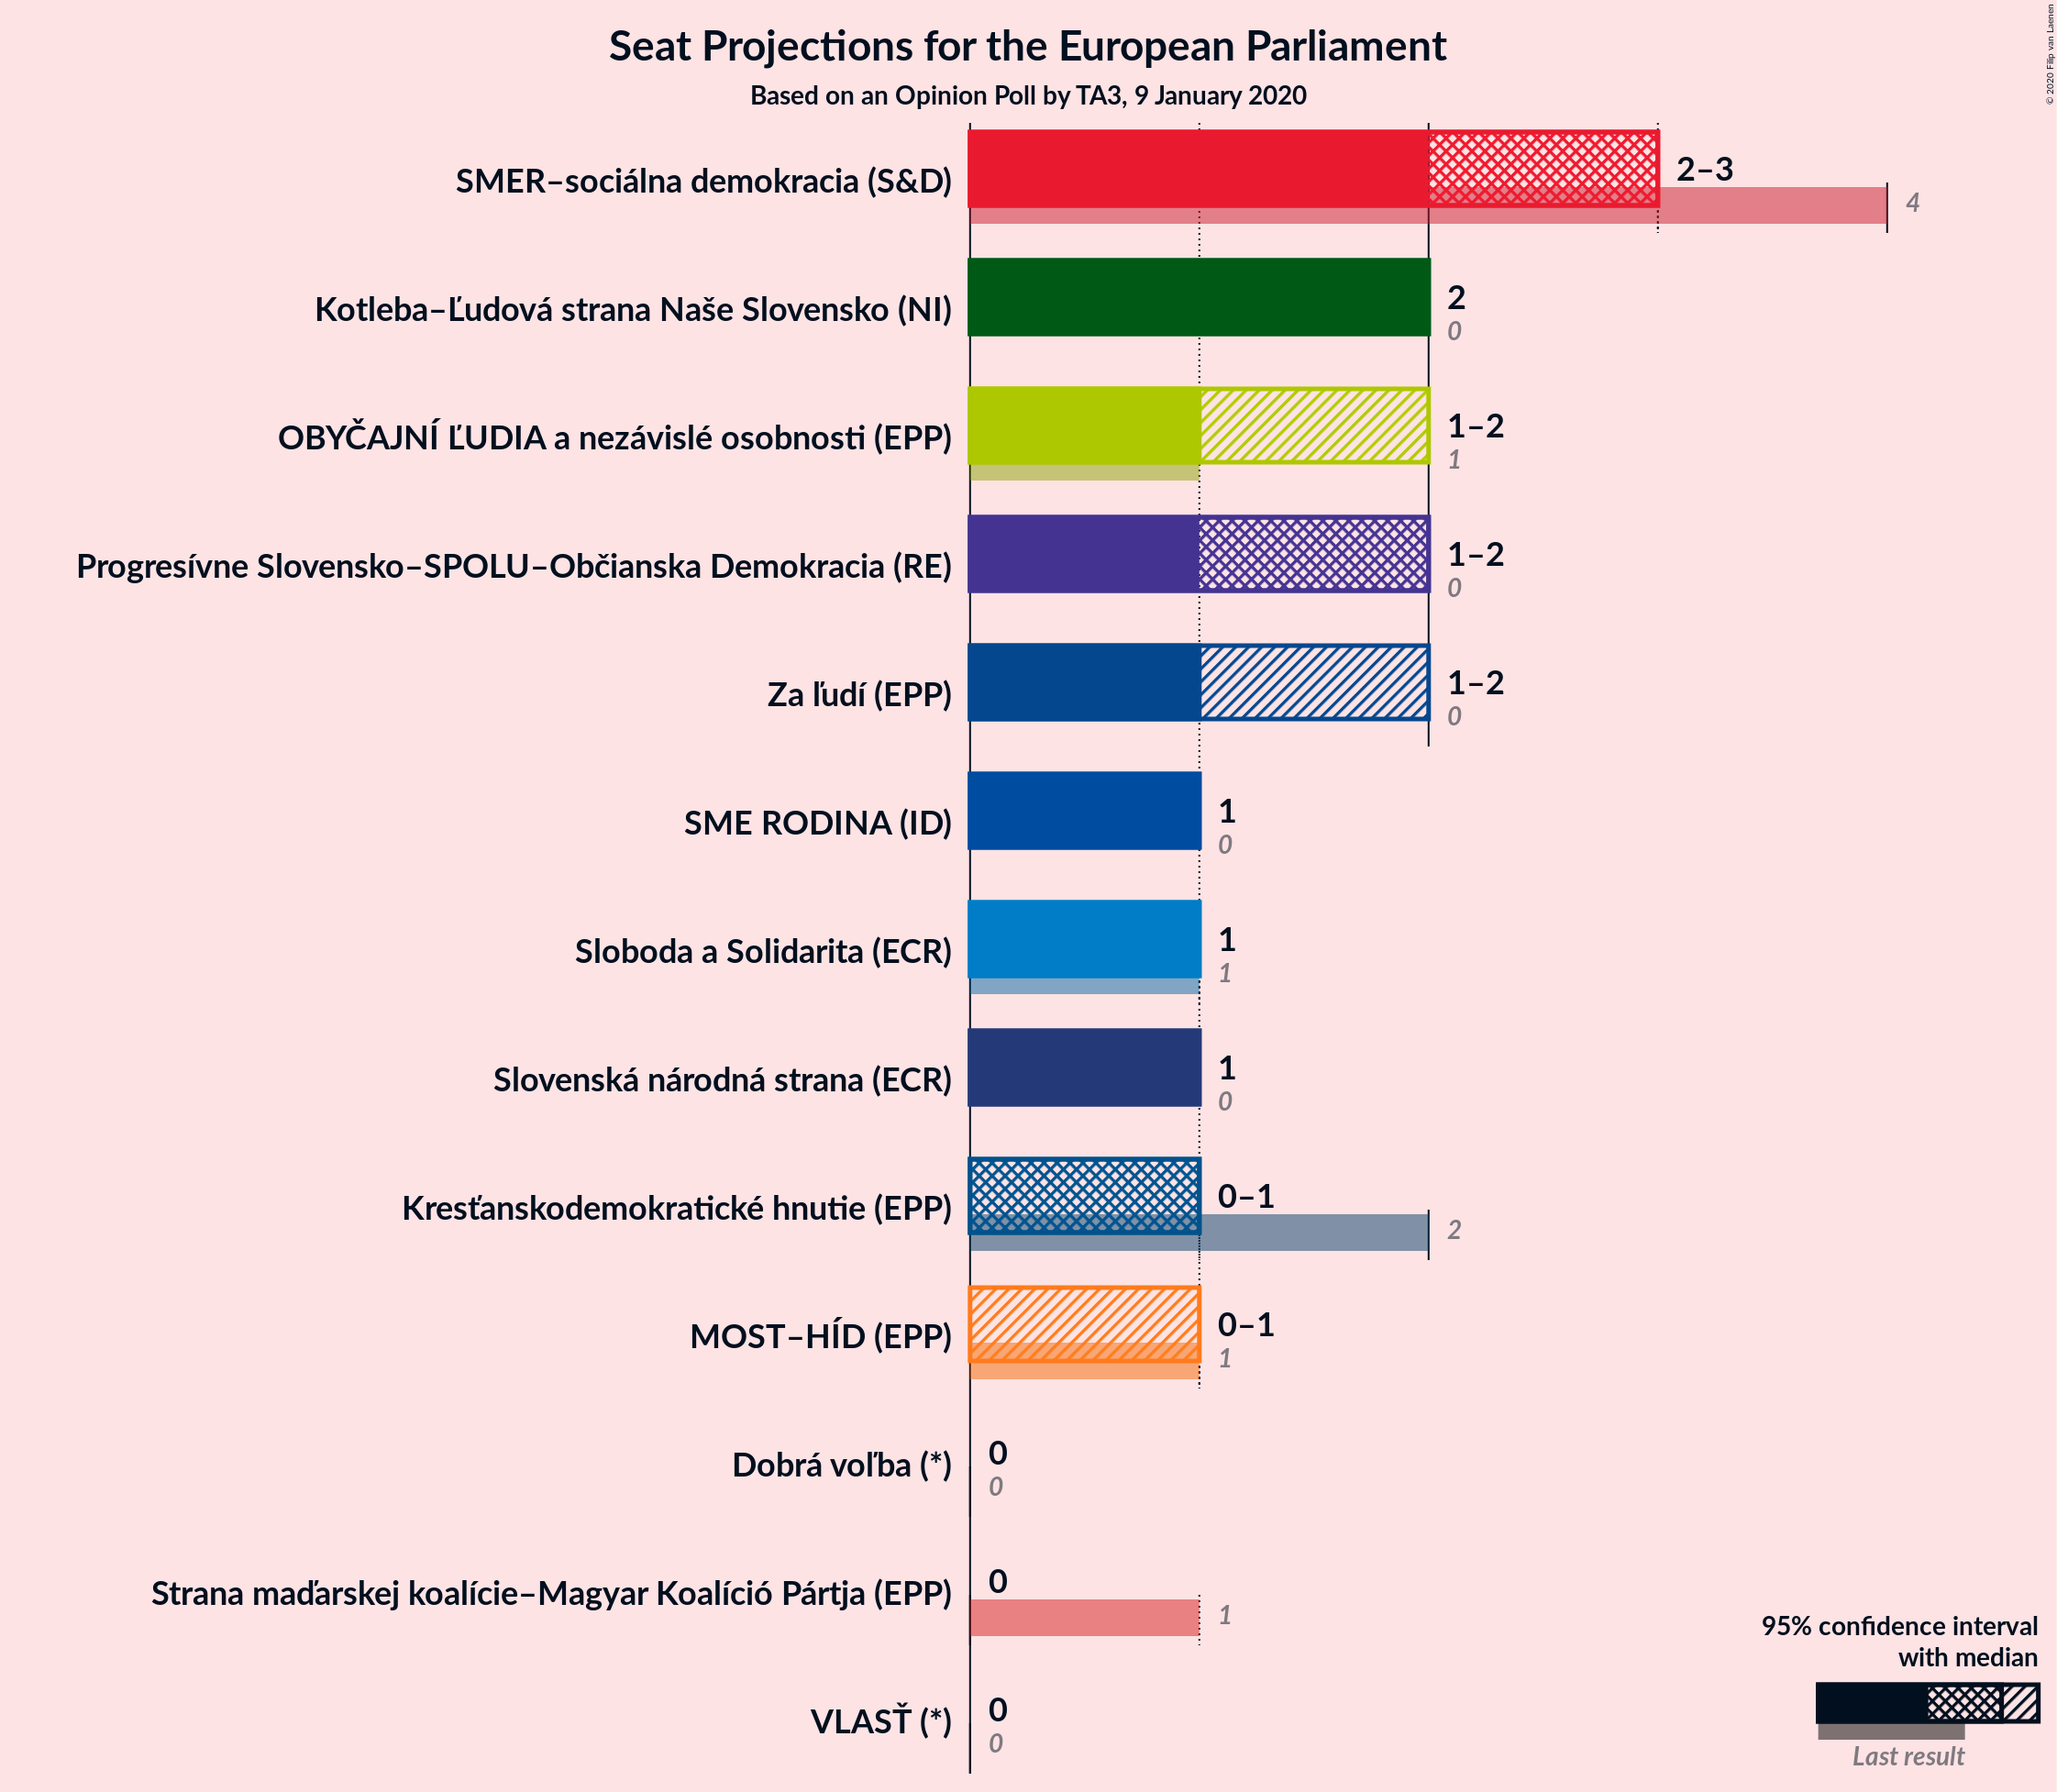 Seat Projections for the European Parliament
Based on an Opinion Poll by TA3, 9 January 2020
© 2020 Filip van Laenen
SMER–sociálna demokracia (S&D)
2–3
4
Kotleba–Ľudová strana Naše Slovensko (NI)
2
0
OBYČAJNÍ ĽUDIA a nezávislé osobnosti (EPP)
1–2
1
Progresívne Slovensko–SPOLU–Občianska Demokracia (RE)
1–2
0
Za ľudí (EPP)
1–2
0
SME RODINA (ID)
1
0
Sloboda a Solidarita (ECR)
1
1
Slovenská národná strana (ECR)
1
0
Kresťanskodemokratické hnutie (EPP)
0–1
2
MOST–HÍD (EPP)
0–1
1
Dobrá voľba (*)
0
0
Strana maďarskej koalície–Magyar Koalíció Pártja (EPP)
0
1
VLASŤ (*)
0
0
95% confidence interval
with median
Last result